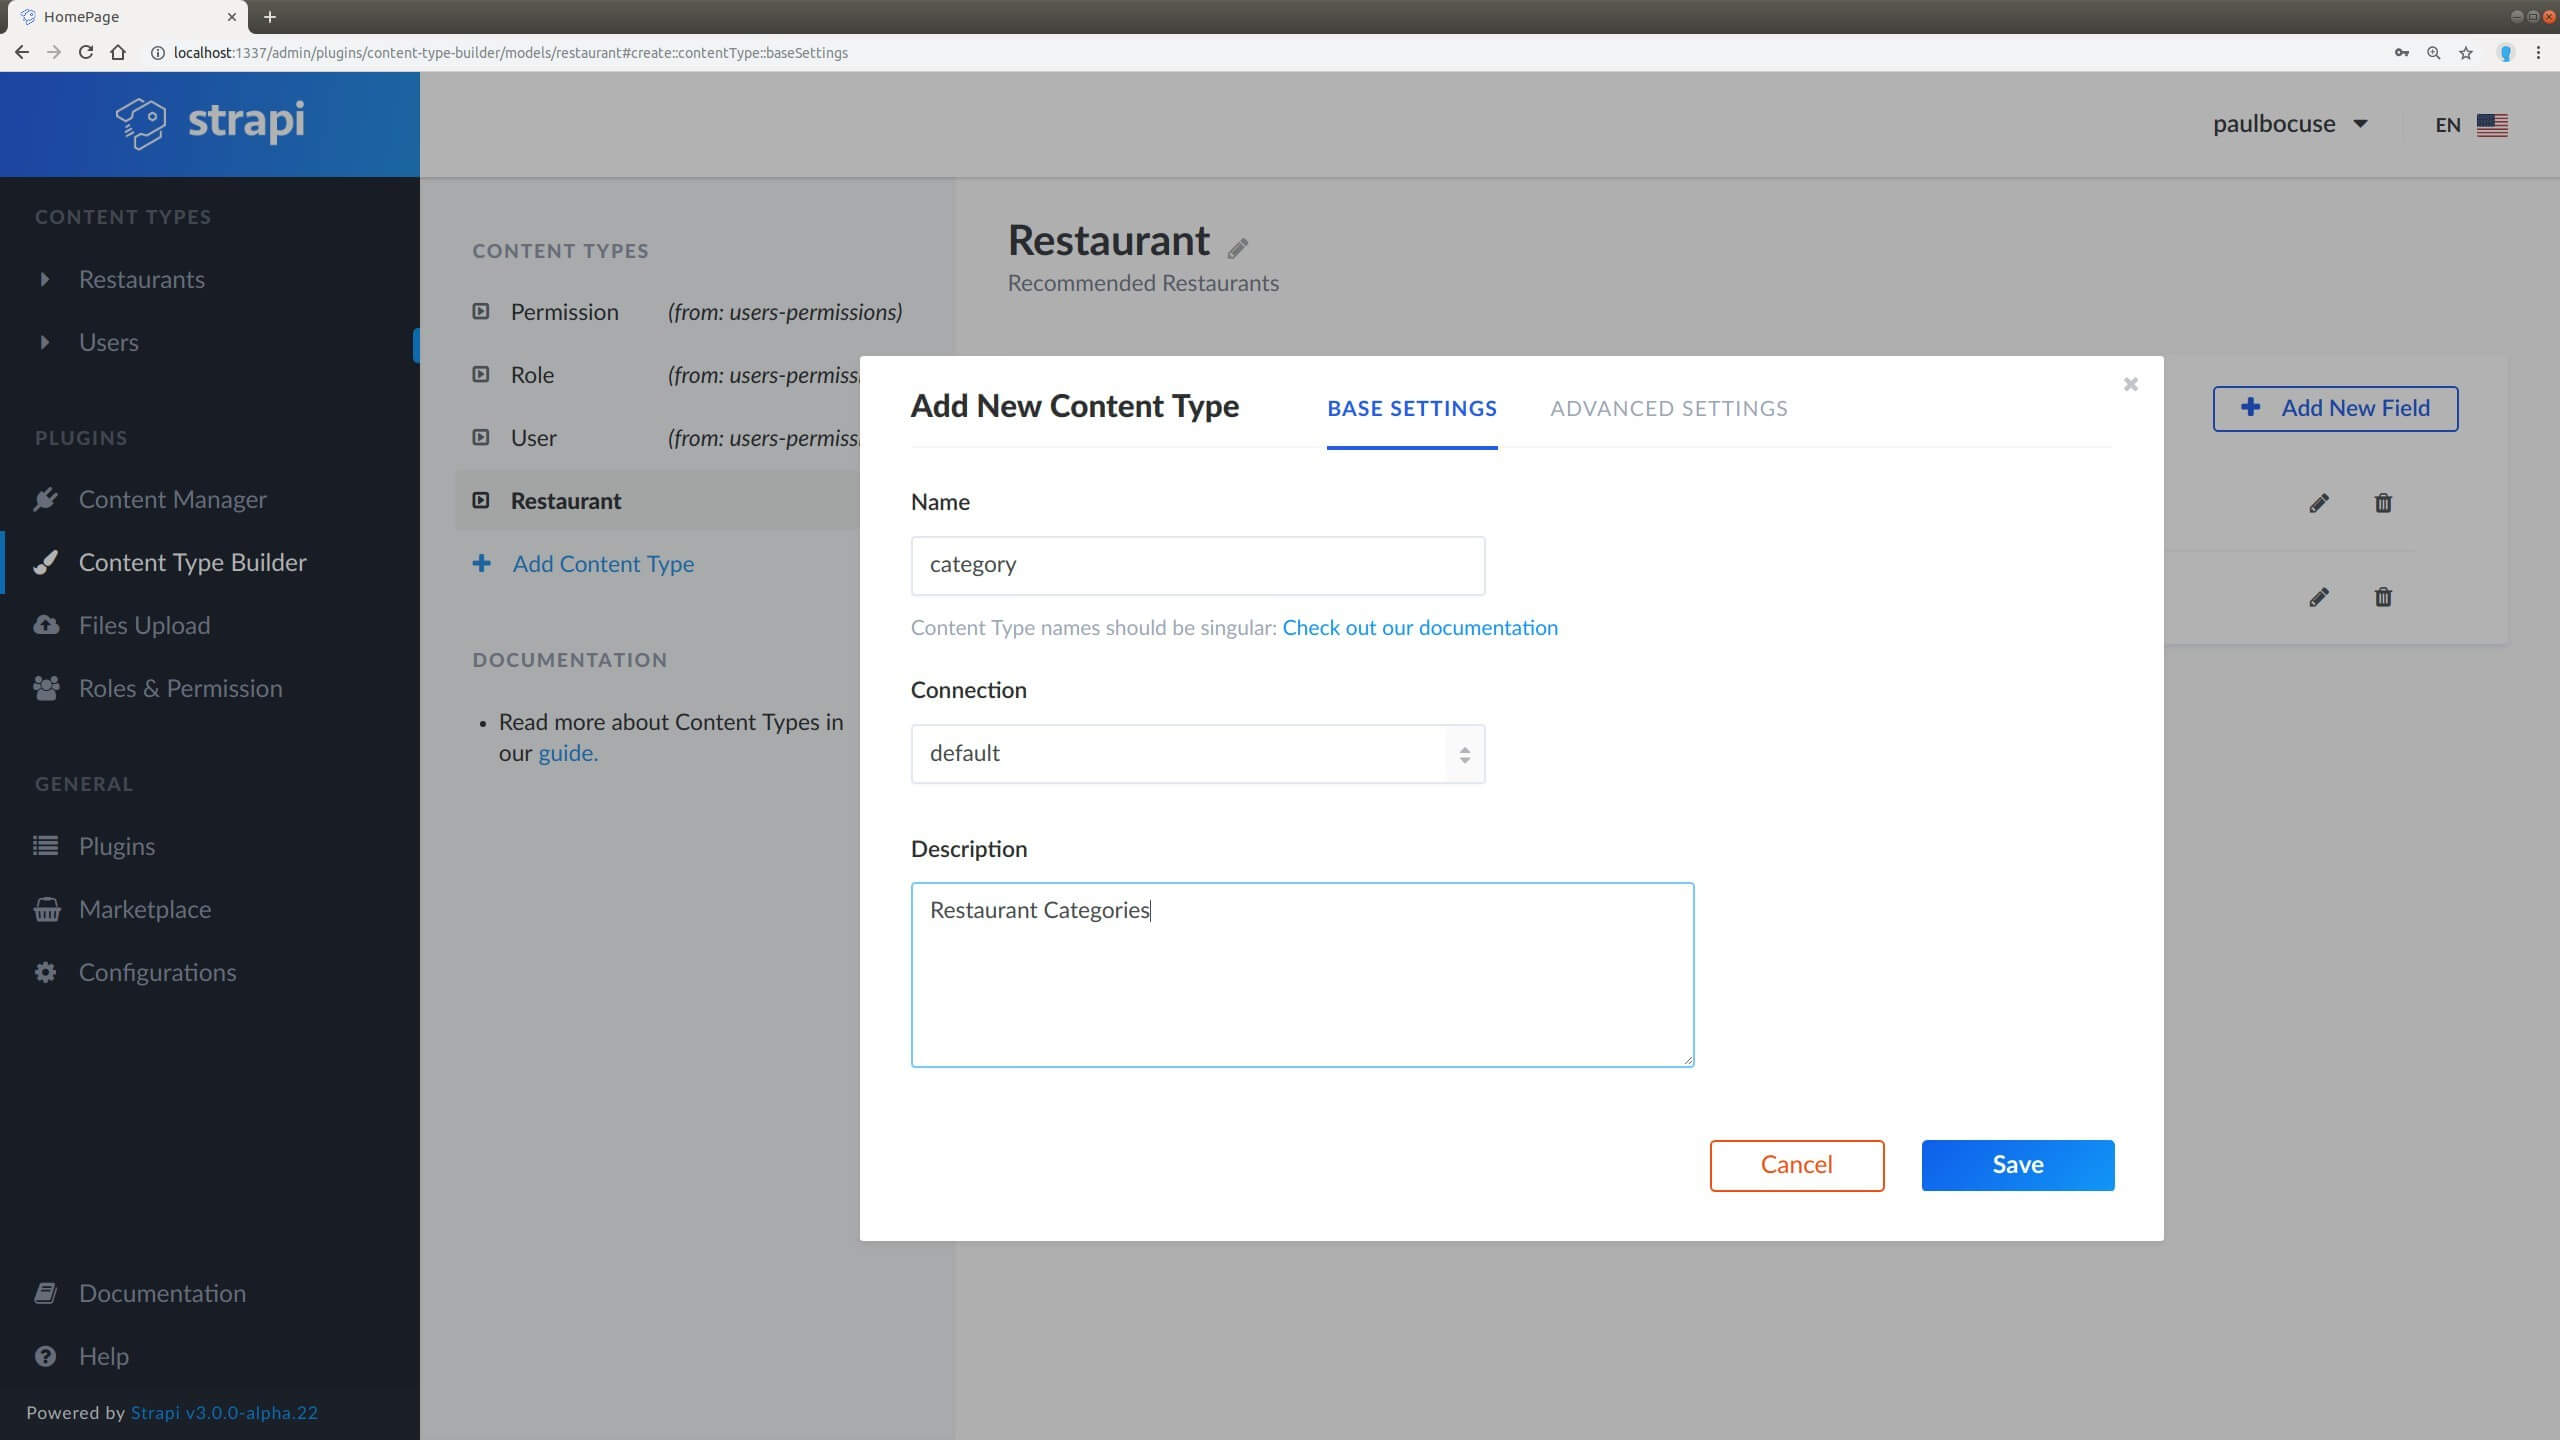 HomePage
localhost:1337/admin/plugins/content-type-builder/models/restaurant#create::contentType::baseSettings
strapi
paulbocuse
EN
CONTENT TYPES
Restaurants
Users
PLUGINS
Content Manager
Content Type Builder
Files Upload
Roles & Permission
GENERAL
Plugins
Marketplace
Configurations
Documentation
Help
Powered by Strapi v3.0.0-alpha.22
CONTENT TYPES
Permission (from: users-permissions)
Role (from: users-permiss
User (from: users-permiss
Restaurant
Add Content Type
DOCUMENTATION
Read more about Content Types in
our guide.
Restaurant
Recommended Restaurants
Add New Field
Add New Content Type
BASE SETTINGS
ADVANCED SETTINGS
Name
category
Content Type names should be singular: Check out our documentation
Connection
default
Description
Restaurant Categories
Cancel
Save